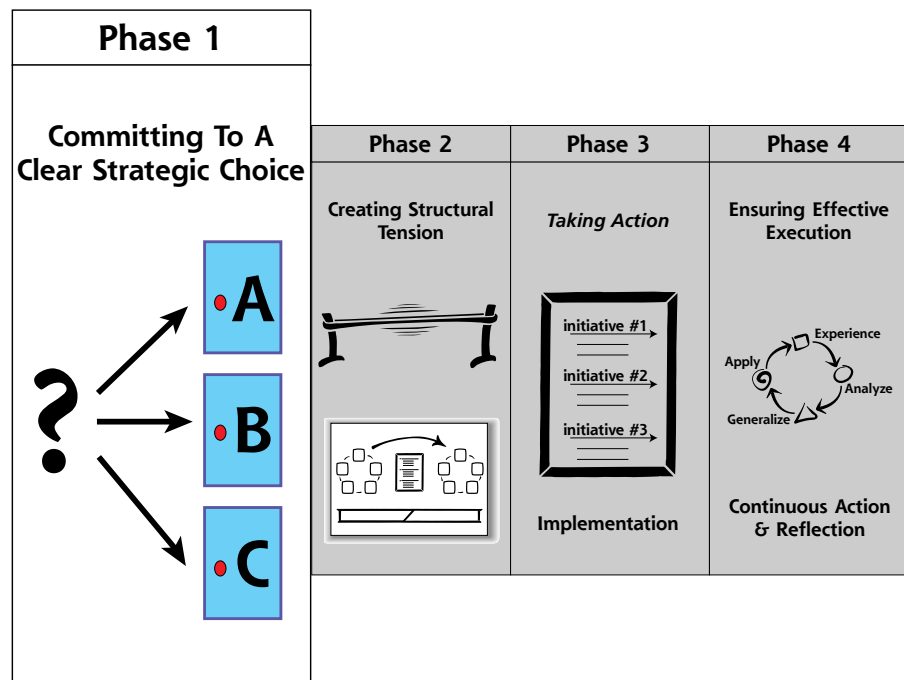 Phase 1
Committing To A
Clear Strategic Choice
?
A
B
C
Phase 2
Creating Structural
Tension
Phase 3
Taking Action
initiative #1
initiative #2
initiative #3
Implementation
Phase 4
Ensuring Effective
Execution
Experience
Apply
Analyze
Generalize
Continuous Action
& Reflection